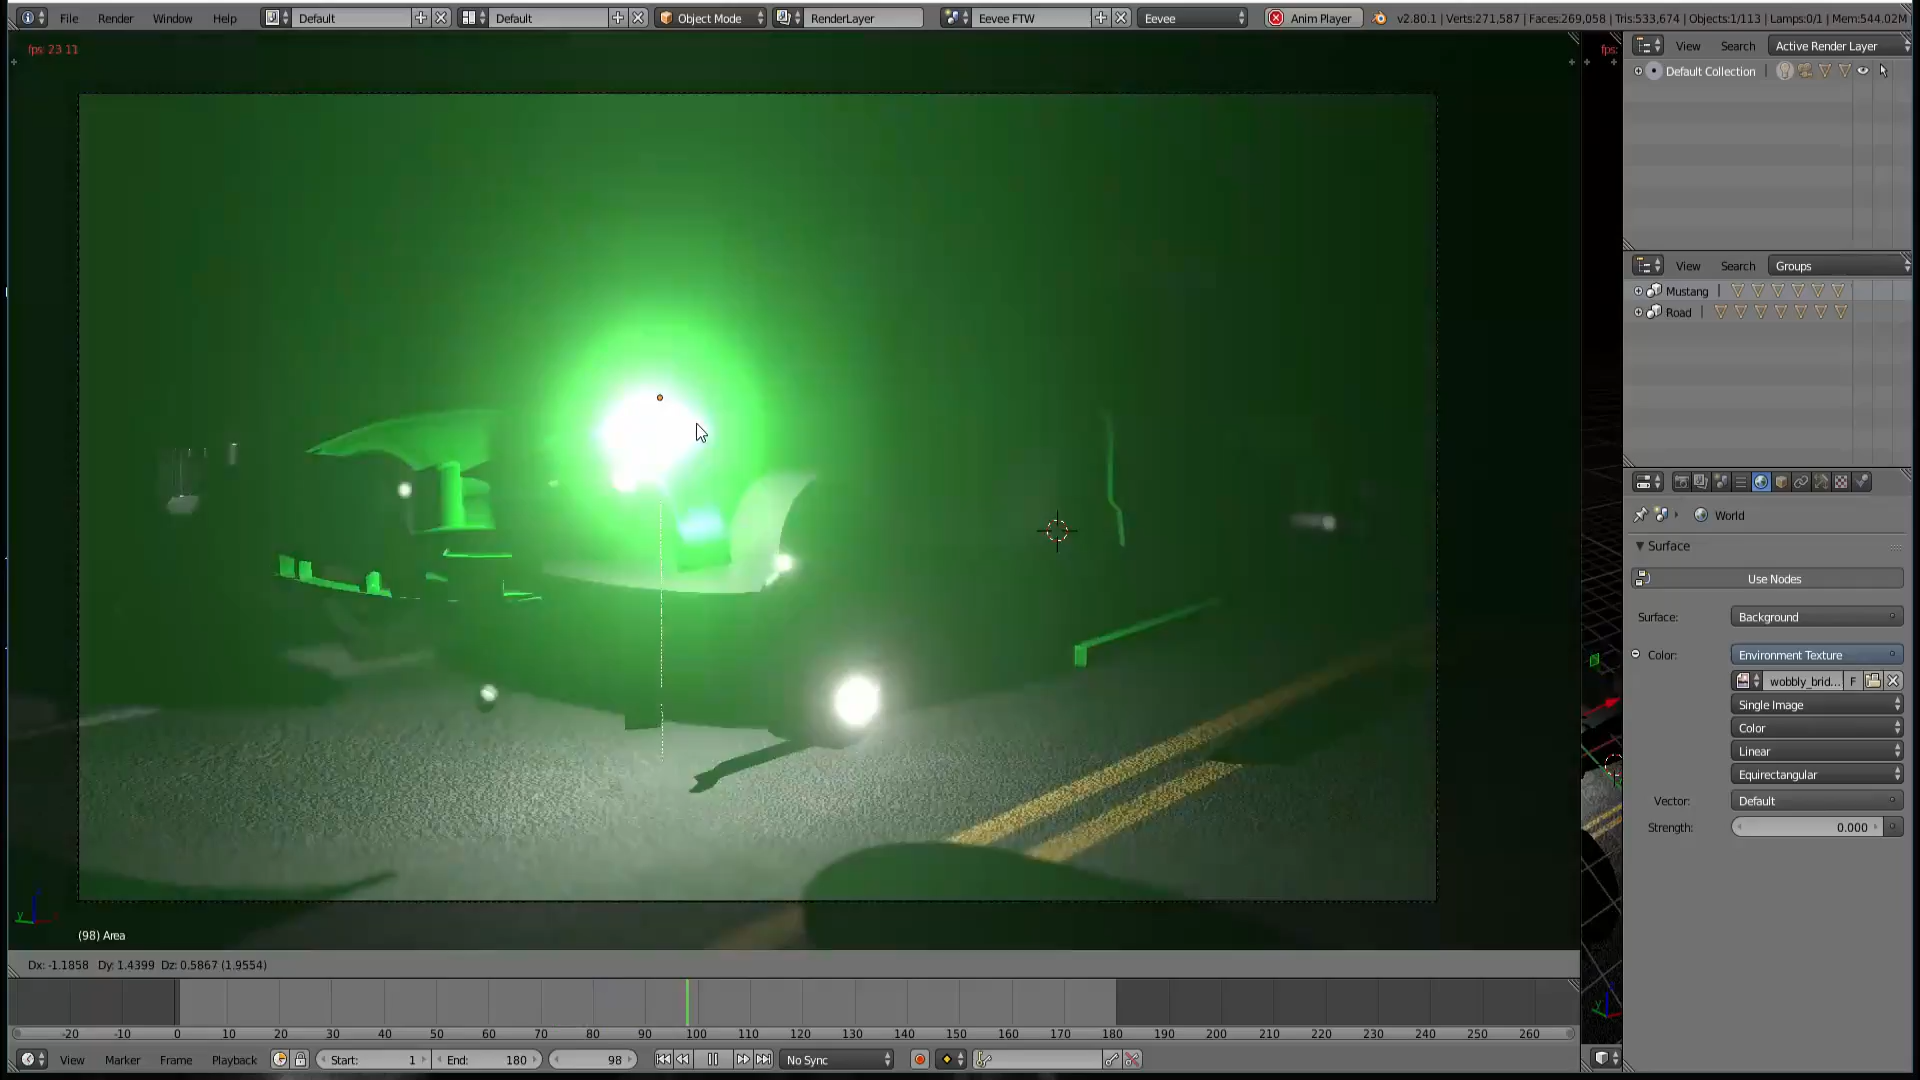 File Render Window Help Default Default Object Mode RenderLayer Eevee FTW Eevee Anim Player v2.80.1 | Verts:271,587 | Faces:269,058 | Tris:533,674 | Objects:1/113 | Lamps:0/1 | Mem:544.02M
fps: 23 11
fps:
View Search Active Render Layer
Default Collection
View Search Groups
Mustang
Road
World
Surface
Use Nodes
Surface: Background
Color: Environment Texture
wobbly_brid... F
Single Image
Color
Linear
Equirectangular
Vector: Default
Strength: 0.000
(98) Area
Dx: -1.1858 Dy: 1.4399 Dz: 0.5867 (1.9554)
-20 -10 0 10 20 30 40 50 60 70 80 90 100 110 120 130 140 150 160 170 180 190 200 210 220 230 240 250 260
View Marker Frame Playback Start: 1 End: 180 98 No Sync